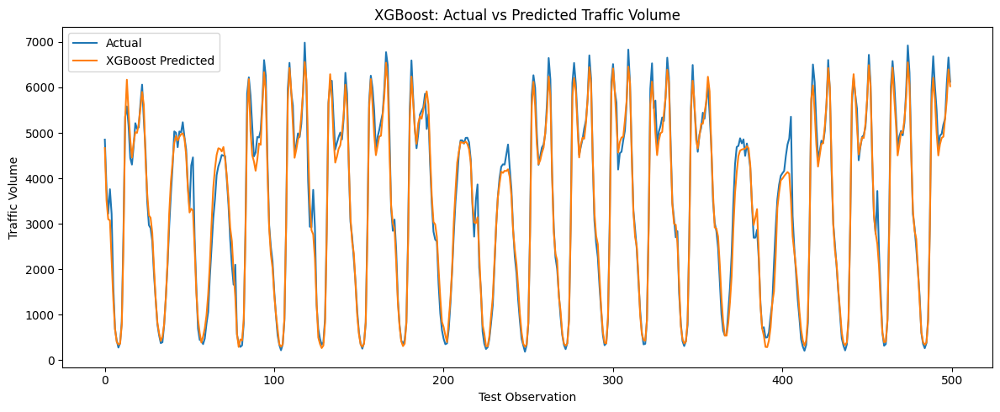 XGBoost: Actual vs Predicted Traffic Volume
Actual
XGBoost Predicted
Traffic Volume
7000
6000
5000
4000
3000
2000
1000
0
0 100 200 300 400 500
Test Observation